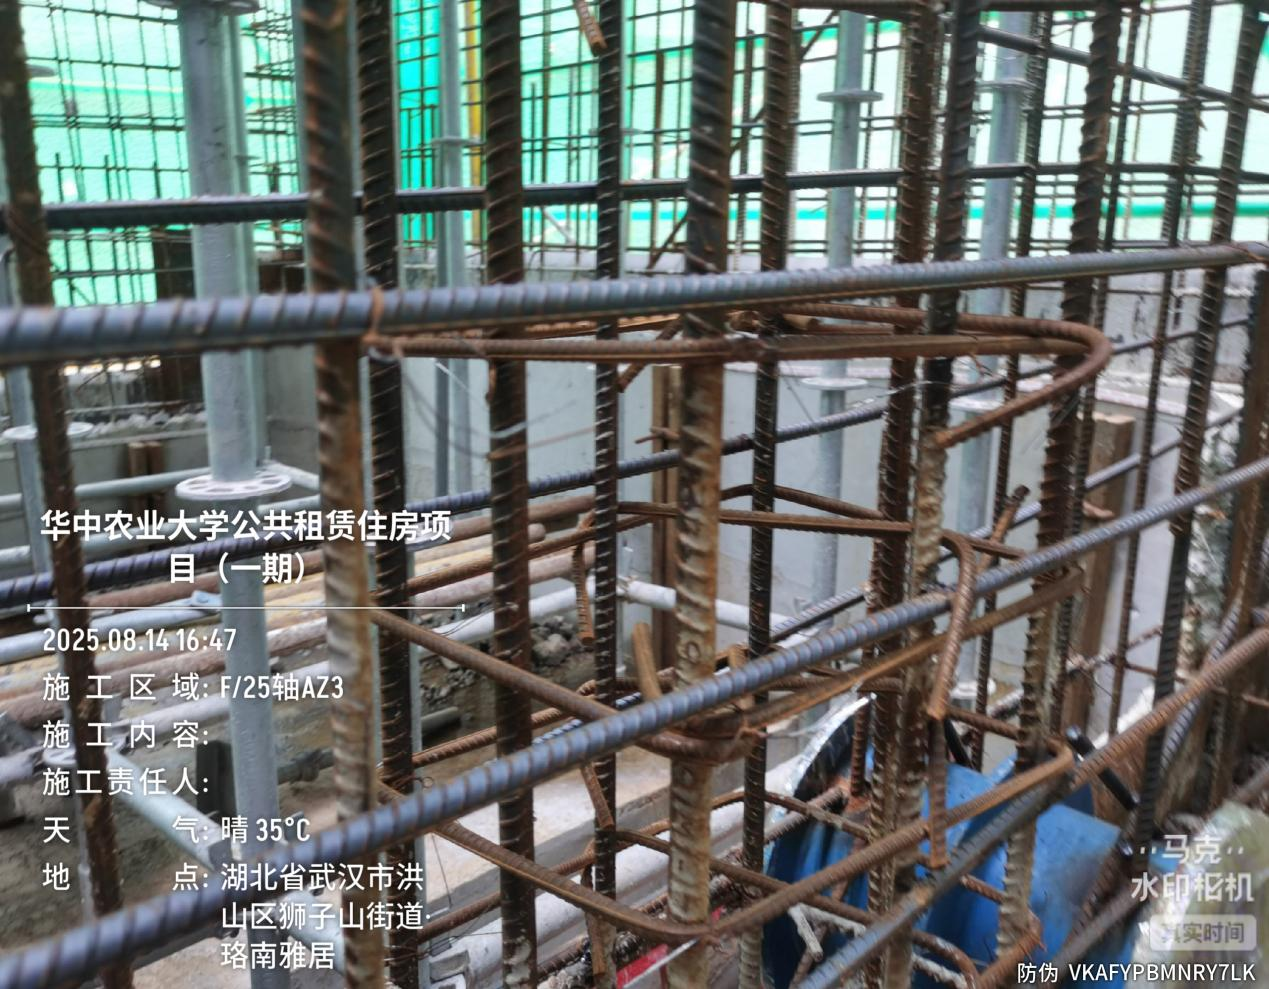 华中农业大学公共租赁住房项
目（一期）
2025.08.14 16:47
施工区域: F/25轴AZ3
施工内容:
施工责任人:
天气: 晴 35℃
地点: 湖北省武汉市洪
山区狮子山街道·
珞南雅居
马克
水印相机
真实时间
防伪 VKAFYPBMNRY7LK